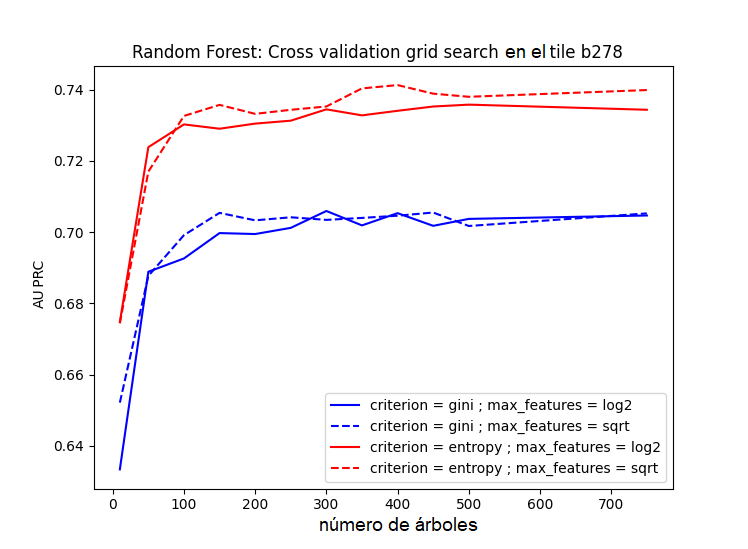 Random Forest: Cross validation grid search en el tile b278
0.74
0.72
0.70
0.68
0.66
0.64
AU PRC
criterion = gini ; max_features = log2
criterion = gini ; max_features = sqrt
criterion = entropy ; max_features = log2
criterion = entropy ; max_features = sqrt
0 100 200 300 400 500 600 700
número de árboles